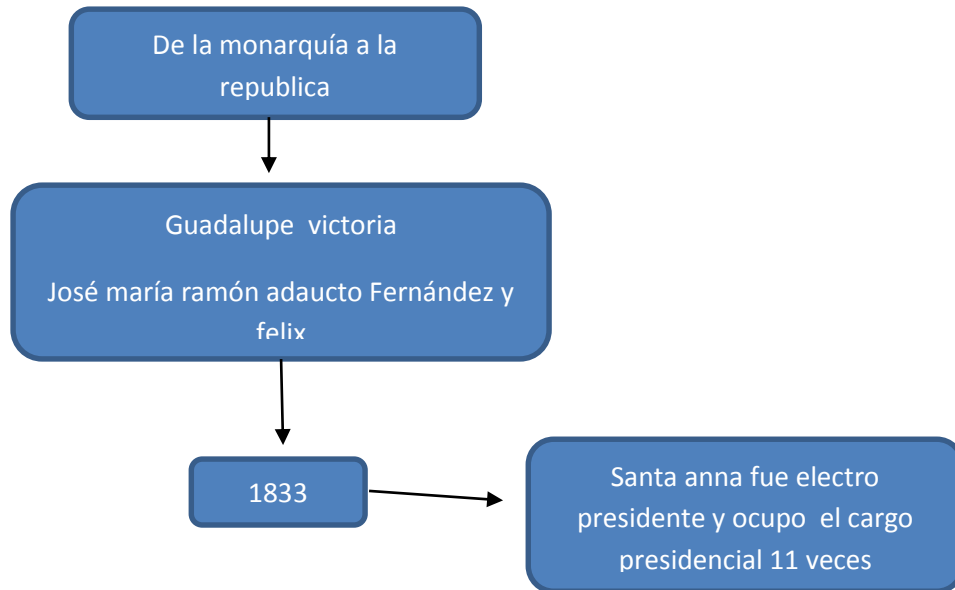 De la monarquía a la
republica
Guadalupe victoria
José maría ramón adaucto Fernández y
felix
1833
Santa anna fue electro
presidente y ocupo el cargo
presidencial 11 veces